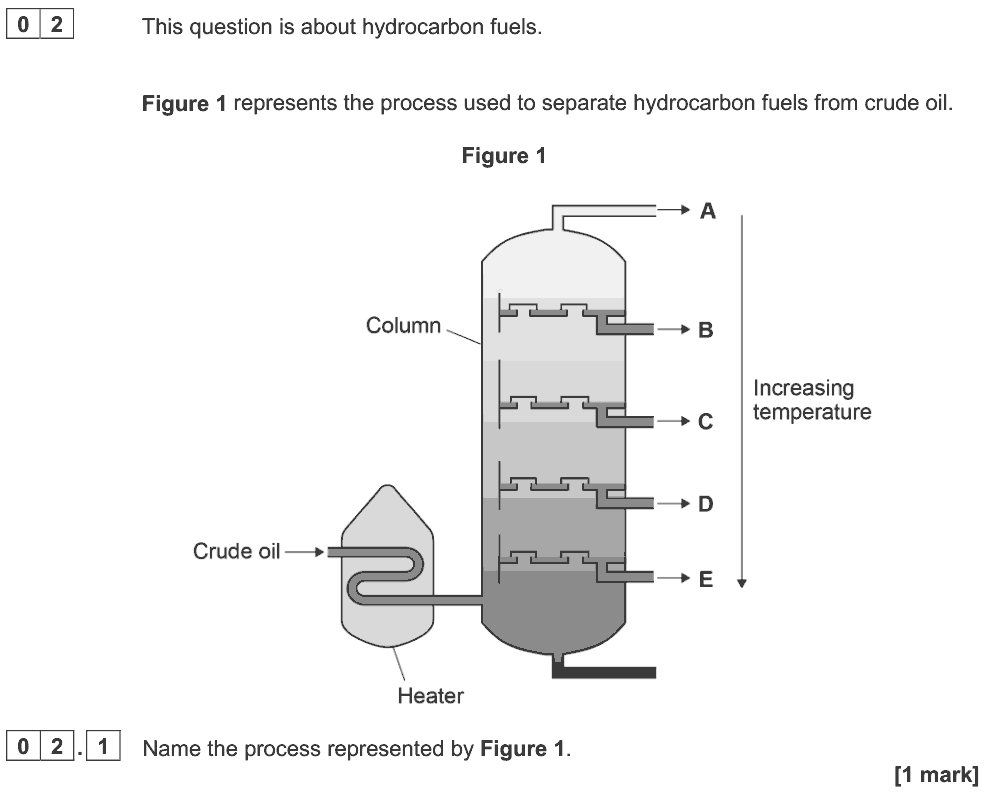 0 2 This question is about hydrocarbon fuels.
Figure 1 represents the process used to separate hydrocarbon fuels from crude oil.
Figure 1
A
Column
B
Increasing
temperature
C
D
Crude oil
E
Heater
0 2 . 1 Name the process represented by Figure 1.
[1 mark]